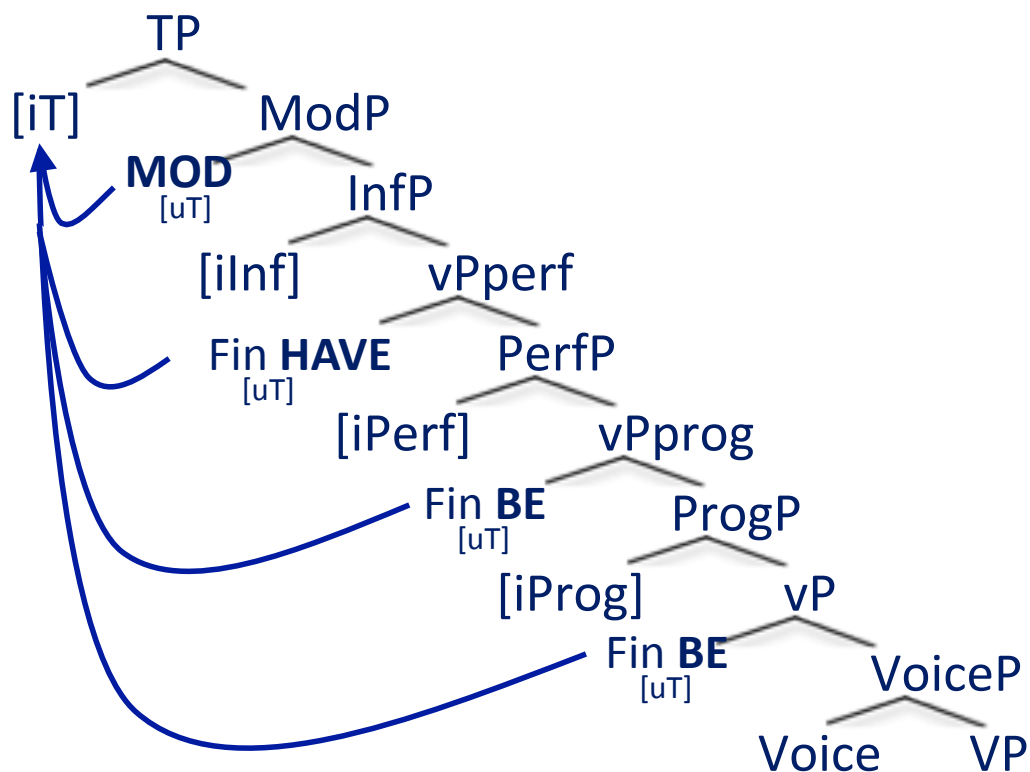 TP
[iT]
ModP
MOD
[uT]
InfP
[iInf]
vPperf
Fin HAVE
[uT]
PerfP
[iPerf]
vPprog
Fin BE
[uT]
ProgP
[iProg]
vP
Fin BE
[uT]
VoiceP
Voice
VP